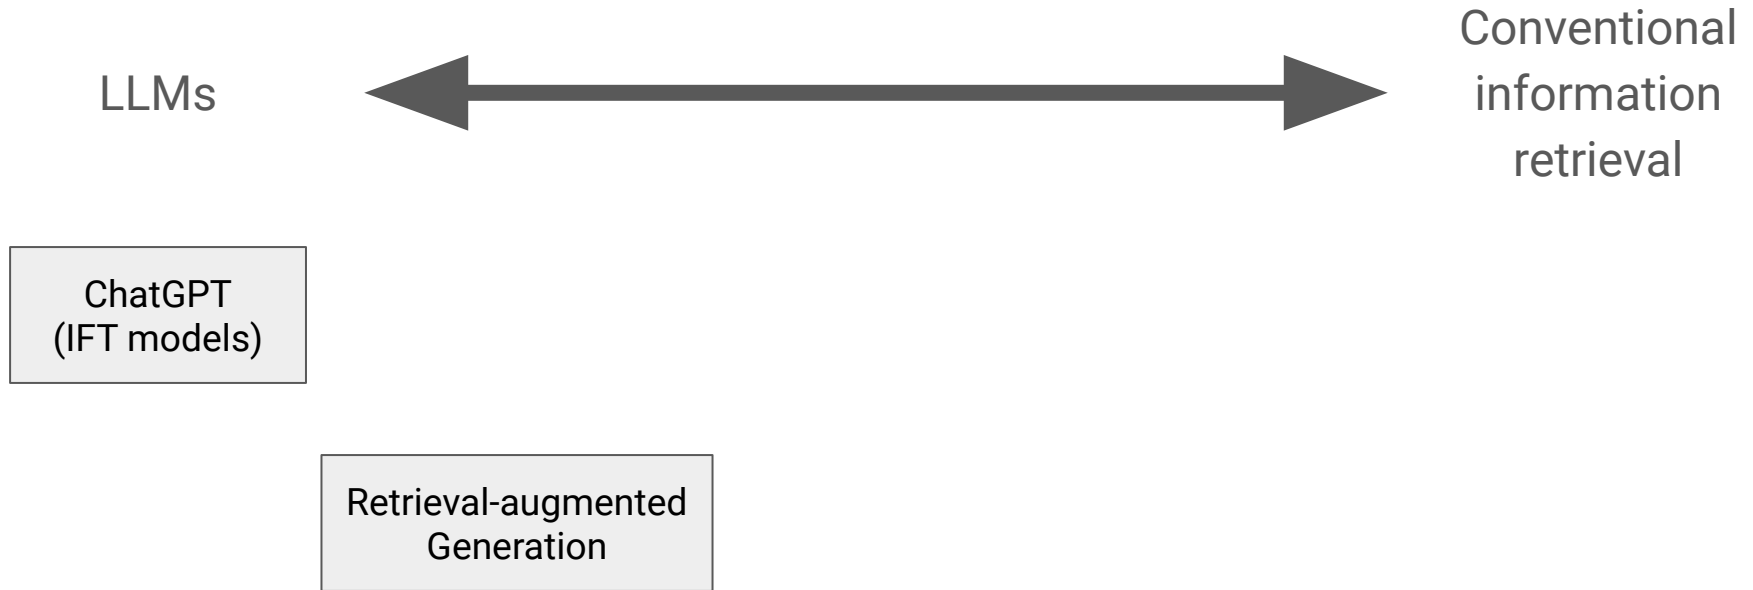 LLMs
Conventional
information
retrieval
ChatGPT
(IFT models)
Retrieval-augmented
Generation